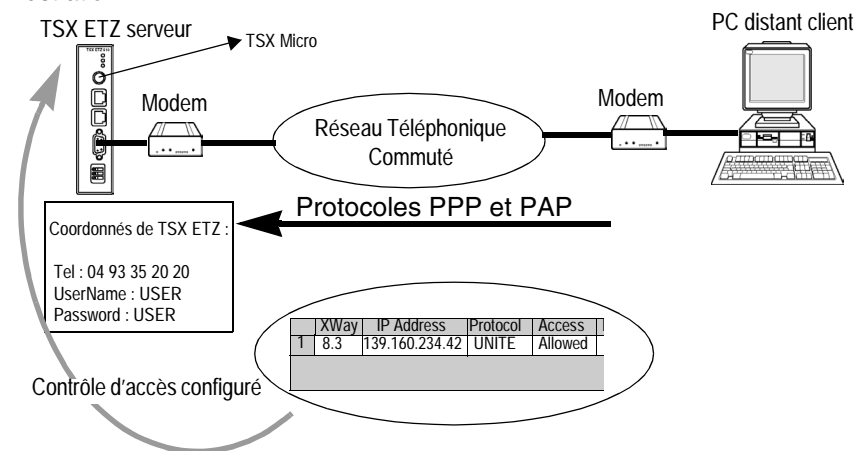 TSX ETZ serveur
TSX Micro
PC distant client
Modem
Modem
Réseau Téléphonique
Commuté
Protocoles PPP et PAP
Coordonnés de TSX ETZ :
Tel : 04 93 35 20 20
UserName : USER
Password : USER
XWay IP Address Protocol Access
1 8.3 139.160.234.42 UNITE Allowed
Contrôle d'accès configuré